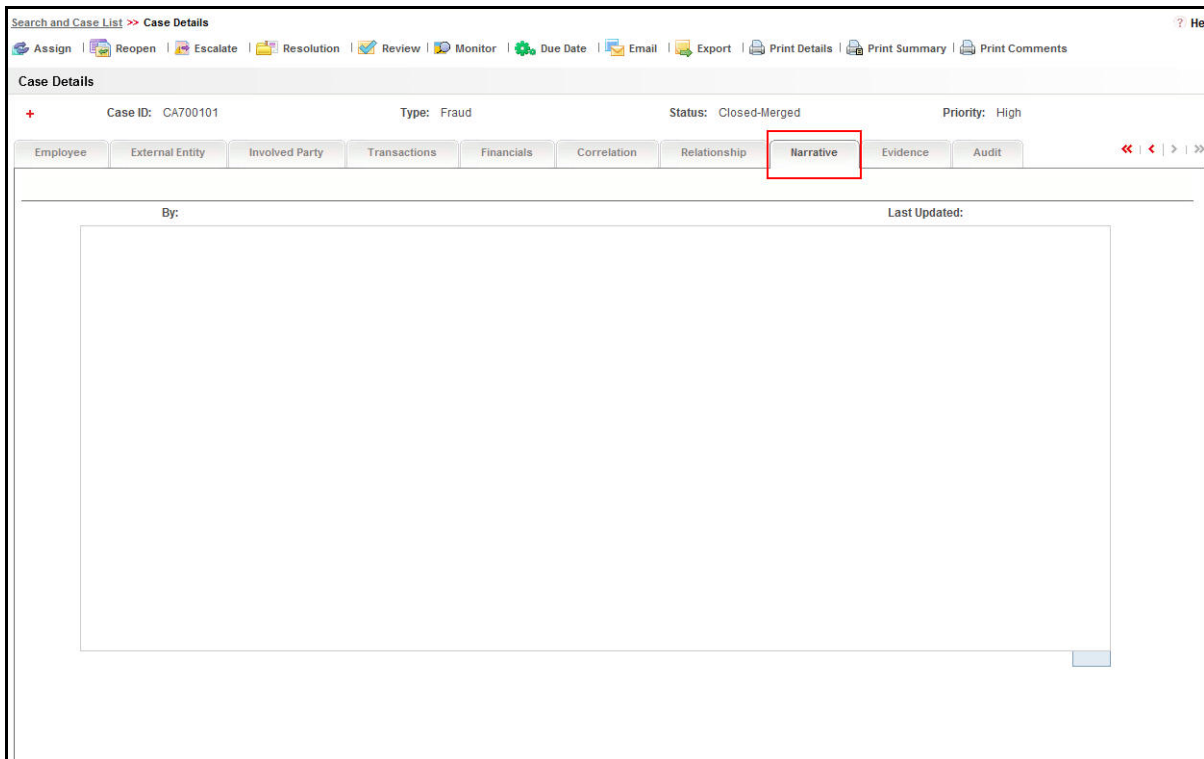 Search and Case List >> Case Details ? He
Assign | Reopen | Escalate | Resolution | Review | Monitor | Due Date | Email | Export | Print Details | Print Summary | Print Comments
Case Details
+ Case ID: CA700101 Type: Fraud Status: Closed-Merged Priority: High
Employee External Entity Involved Party Transactions Financials Correlation Relationship Narrative Evidence Audit
By: Last Updated: